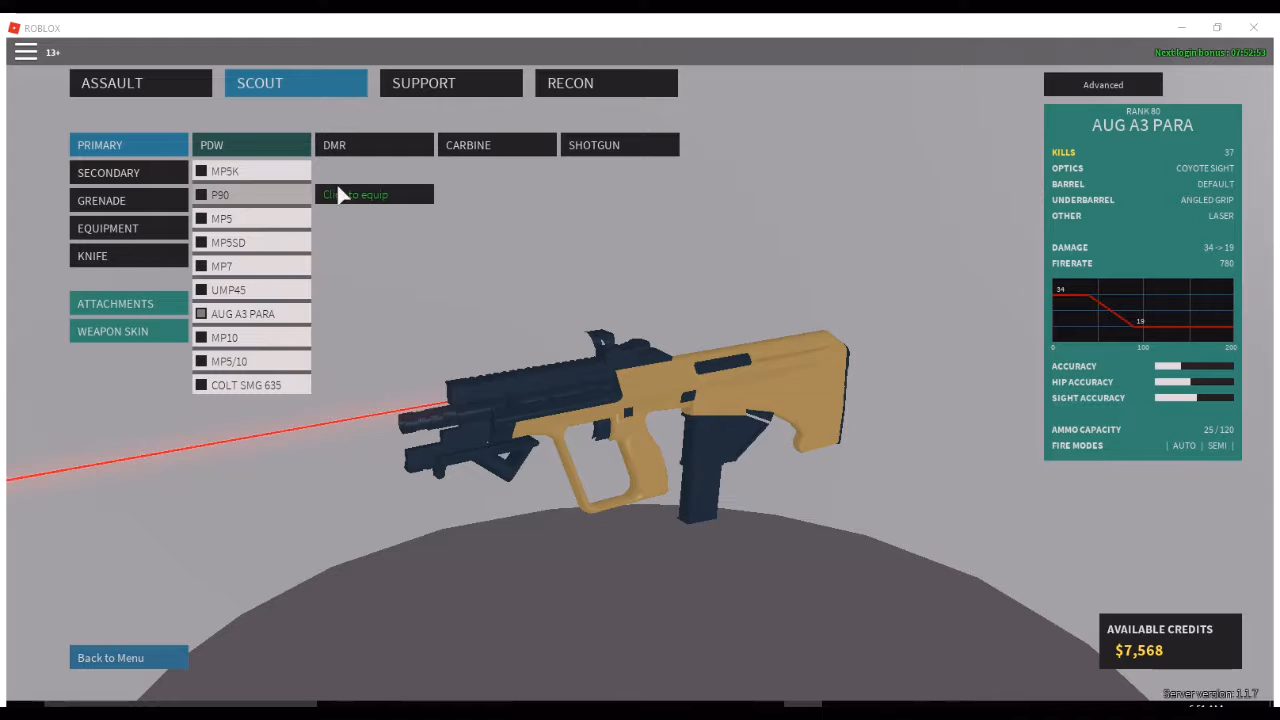 ROBLOX
13+
Next login bonus : 07:52:53
ASSAULT SCOUT SUPPORT RECON
Advanced
PRIMARY
SECONDARY
GRENADE
EQUIPMENT
KNIFE
ATTACHMENTS
WEAPON SKIN
PDW DMR CARBINE SHOTGUN
MP5K
P90
Click to equip
MP5
MP5SD
MP7
UMP45
AUG A3 PARA
MP10
MP5/10
COLT SMG 635
RANK 80
AUG A3 PARA
KILLS 37
OPTICS COYOTE SIGHT
BARREL DEFAULT
UNDERBARREL ANGLED GRIP
OTHER LASER
DAMAGE 34 -> 19
FIRERATE 780
34
19
0 100 200
ACCURACY
HIP ACCURACY
SIGHT ACCURACY
AMMO CAPACITY 25 / 120
FIRE MODES | AUTO | SEMI |
Back to Menu
AVAILABLE CREDITS
$7,568
Server version: 1.1.7